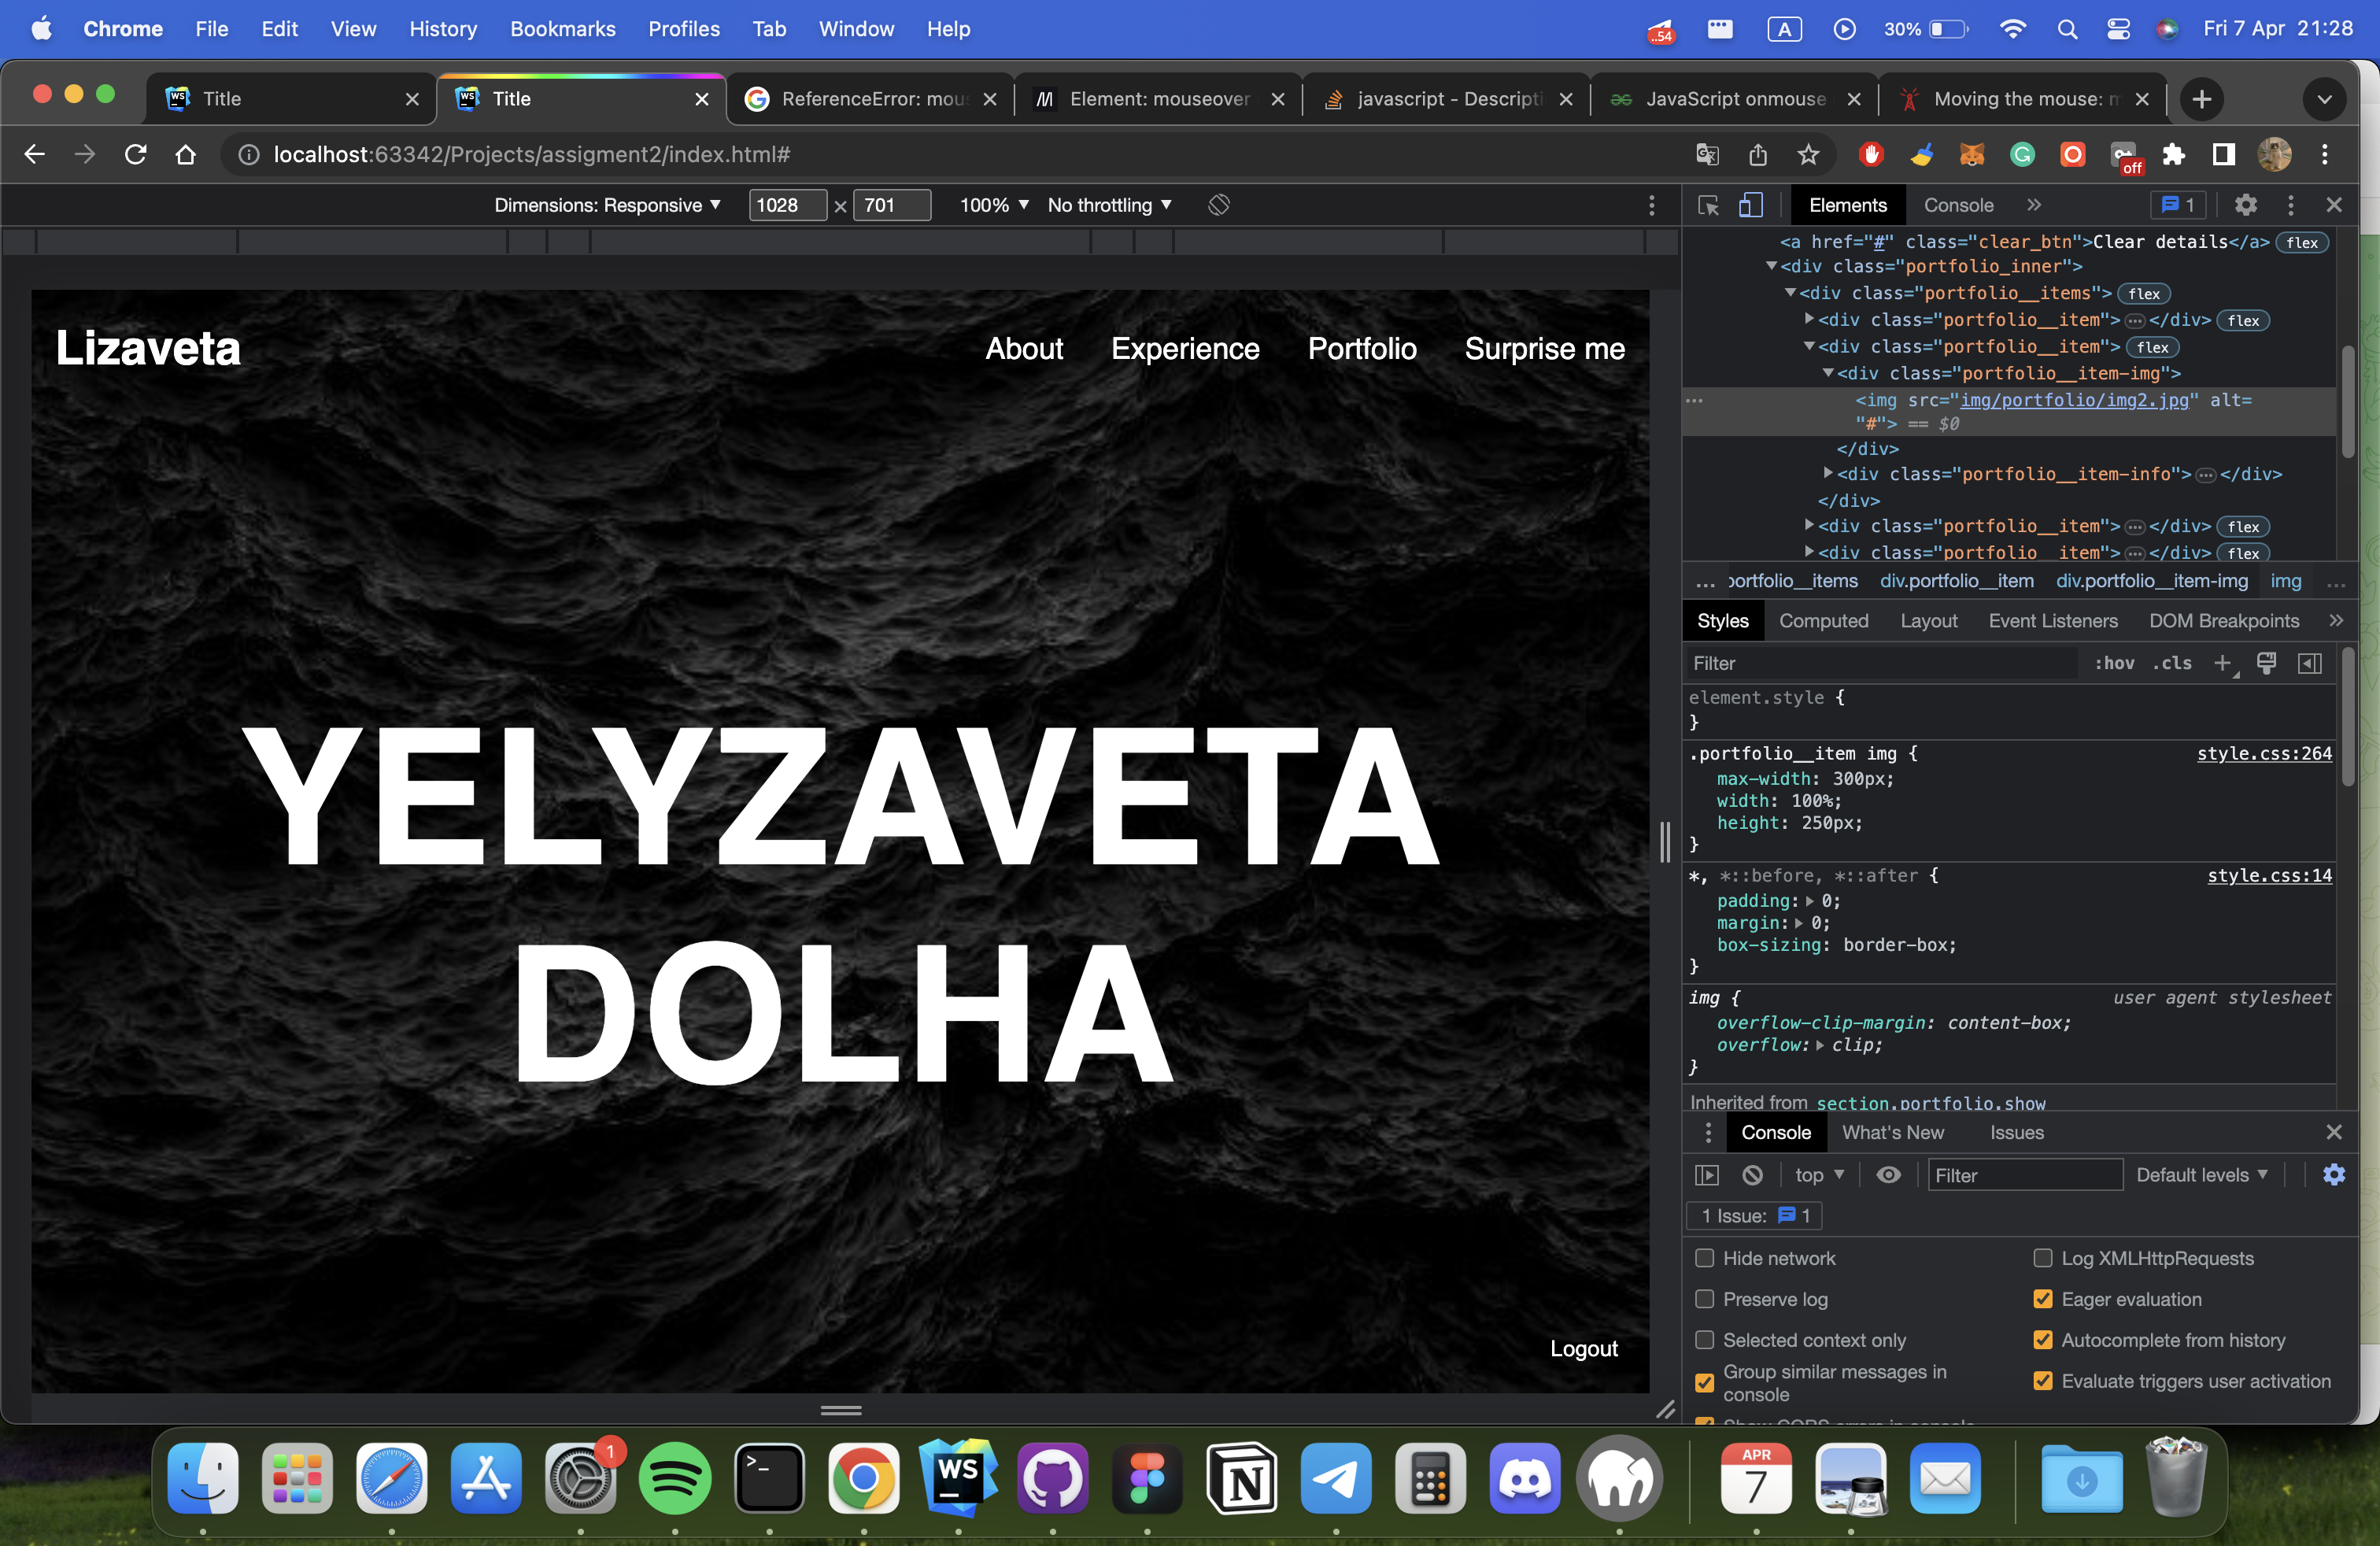 Chrome File Edit View History Bookmarks Profiles Tab Window Help
..54 A 30% Fri 7 Apr 21:28
Title
Title
ReferenceError: mou
Element: mouseover
javascript - Descripti
JavaScript onmouse
Moving the mouse: m
localhost:63342/Projects/assigment2/index.html#
off
Dimensions: Responsive 1028 × 701 100% No throttling
Lizaveta
About Experience Portfolio Surprise me
YELYZAVETA
DOLHA
Logout
Elements Console » 1
<a href="#" class="clear_btn">Clear details</a> flex
<div class="portfolio_inner">
<div class="portfolio__items"> flex
<div class="portfolio__item"> … </div> flex
<div class="portfolio__item"> flex
<div class="portfolio__item-img">
… <img src="img/portfolio/img2.jpg" alt=
"#"> == $0
</div>
<div class="portfolio__item-info"> … </div>
</div>
<div class="portfolio__item"> … </div> flex
<div class="portfolio__item"> … </div> flex
… portfolio__items div.portfolio__item div.portfolio__item-img img …
Styles Computed Layout Event Listeners DOM Breakpoints »
Filter :hov .cls +
element.style {
}
.portfolio__item img { style.css:264
max-width: 300px;
width: 100%;
height: 250px;
}
*, *::before, *::after { style.css:14
padding: 0;
margin: 0;
box-sizing: border-box;
}
img { user agent stylesheet
overflow-clip-margin: content-box;
overflow: clip;
}
Inherited from section.portfolio.show
Console What's New Issues
top Filter Default levels
1 Issue: 1
Hide network Log XMLHttpRequests
Preserve log Eager evaluation
Selected context only Autocomplete from history
Group similar messages in
console
Evaluate triggers user activation
Show CORS errors in console
1
>_
WS
N
APR
7